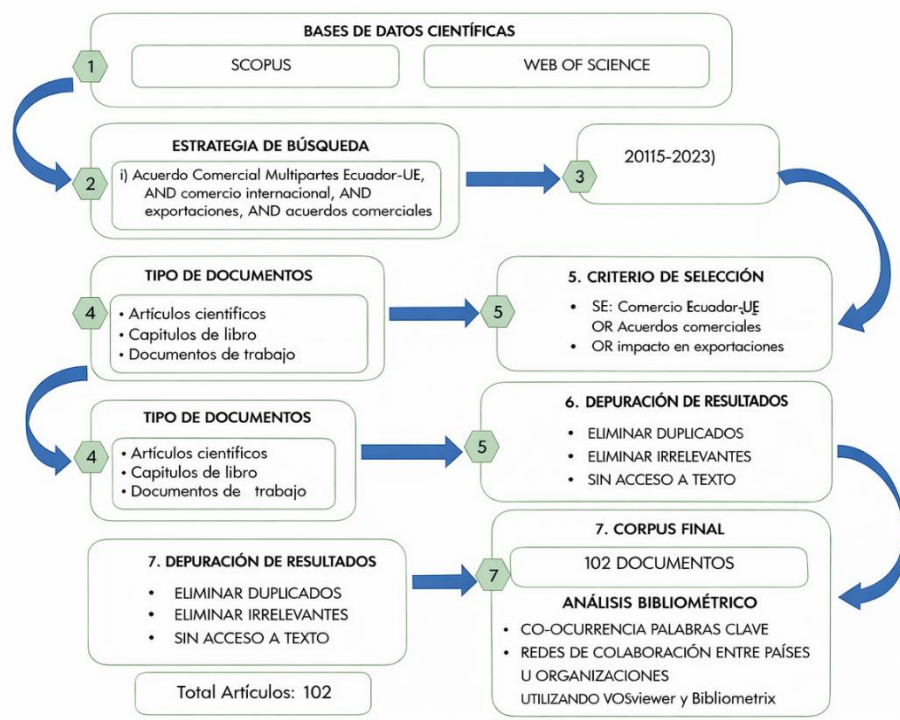 BASES DE DATOS CIENTÍFICAS
1
SCOPUS
WEB OF SCIENCE
ESTRATEGIA DE BÚSQUEDA
2
i) Acuerdo Comercial Multipartes Ecuador-UE,
AND comercio internacional, AND
exportaciones, AND acuerdos comerciales
3
20115-2023)
TIPO DE DOCUMENTOS
4
• Artículos científicos
• Capitulos de libro
• Documentos de trabajo
5. CRITERIO DE SELECCIÓN
5
• SE: Comercio Ecuadar-UE
OR Acuerdos comerciales
• OR impacto en exportaciones
TIPO DE DOCUMENTOS
4
• Artículos científicos
• Capitulos de libro
• Documentos de trabajo
6. DEPURACIÓN DE RESULTADOS
5
• ELIMINAR DUPLICADOS
• ELIMINAR IRRELEVANTES
• SIN ACCESO A TEXTO
7. DEPURACIÓN DE RESULTADOS
• ELIMINAR DUPLICADOS
• ELIMINAR IRRELEVANTES
• SIN ACCESO A TEXTO
Total Artículos: 102
7. CORPUS FINAL
7
102 DOCUMENTOS
ANÁLISIS BIBLIOMÉTRICO
• CO-OCURRENCIA PALABRAS CLAVE
• REDES DE COLABORACIÓN ENTRE PAÍSES
U ORGANIZACIONES
UTILIZANDO VOSviewer y Bibliometrix